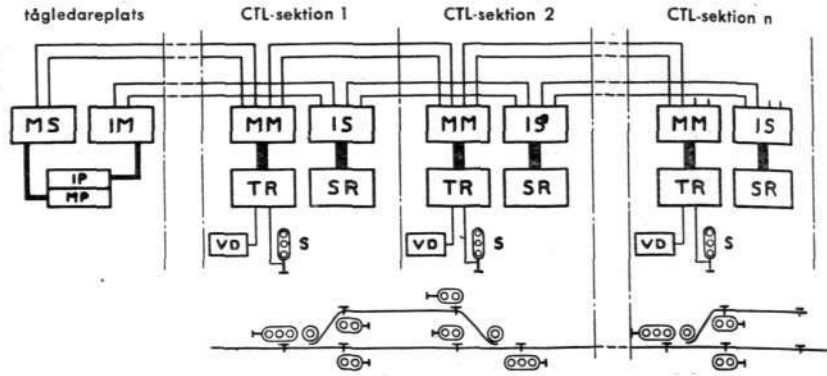 tågledareplats CTL-sektion 1 CTL-sektion 2 CTL-sektion n
MS IM MM IS MM IS MM IS
IP
MP
TR SR TR SR TR SR
VD S VD S VD S